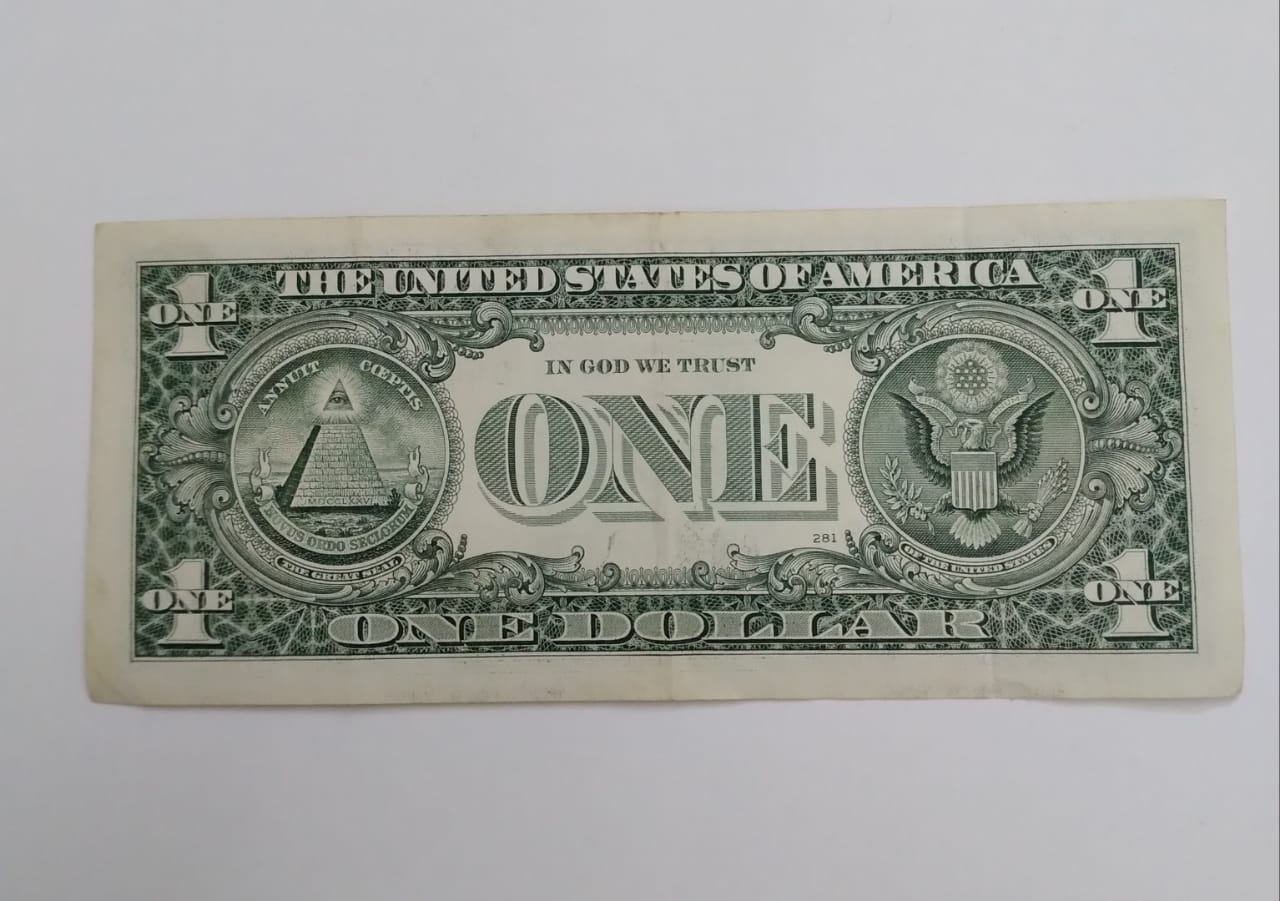 THE UNITED STATES OF AMERICA
1
ONE
1
ONE
ANNUIT CŒPTIS
MDCCLXXVI
NOVUS ORDO SECLORUM
THE GREAT SEAL
IN GOD WE TRUST
ONE
281
OF THE UNITED STATES
1
ONE
1
ONE
ONE DOLLAR